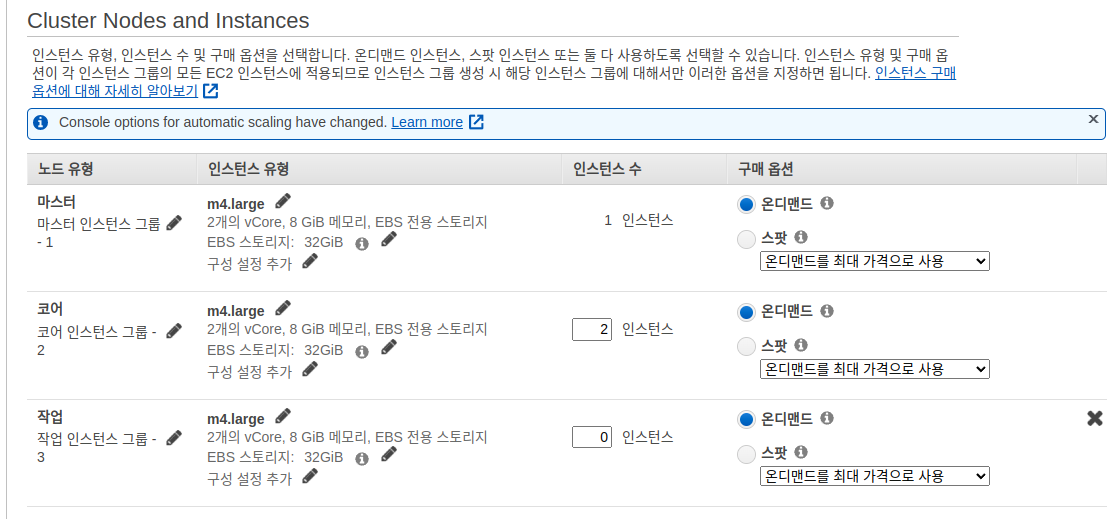 Cluster Nodes and Instances
인스턴스 유형, 인스턴스 수 및 구매 옵션을 선택합니다. 온디맨드 인스턴스, 스팟 인스턴스 또는 둘 다 사용하도록 선택할 수 있습니다. 인스턴스 유형 및 구매 옵
션이 각 인스턴스 그룹의 모든 EC2 인스턴스에 적용되므로 인스턴스 그룹 생성 시 해당 인스턴스 그룹에 대해서만 이러한 옵션을 지정하면 됩니다. 인스턴스 구매
옵션에 대해 자세히 알아보기
Console options for automatic scaling have changed. Learn more
노드 유형 인스턴스 유형 인스턴스 수 구매 옵션
마스터
마스터 인스턴스 그룹
- 1
m4.large
2개의 vCore, 8 GiB 메모리, EBS 전용 스토리지
EBS 스토리지: 32GiB
구성 설정 추가
1 인스턴스
온디맨드
스팟
온디맨드를 최대 가격으로 사용
코어
코어 인스턴스 그룹 -
2
m4.large
2개의 vCore, 8 GiB 메모리, EBS 전용 스토리지
EBS 스토리지: 32GiB
구성 설정 추가
2 인스턴스
온디맨드
스팟
온디맨드를 최대 가격으로 사용
작업
작업 인스턴스 그룹 -
3
m4.large
2개의 vCore, 8 GiB 메모리, EBS 전용 스토리지
EBS 스토리지: 32GiB
구성 설정 추가
0 인스턴스
온디맨드
스팟
온디맨드를 최대 가격으로 사용